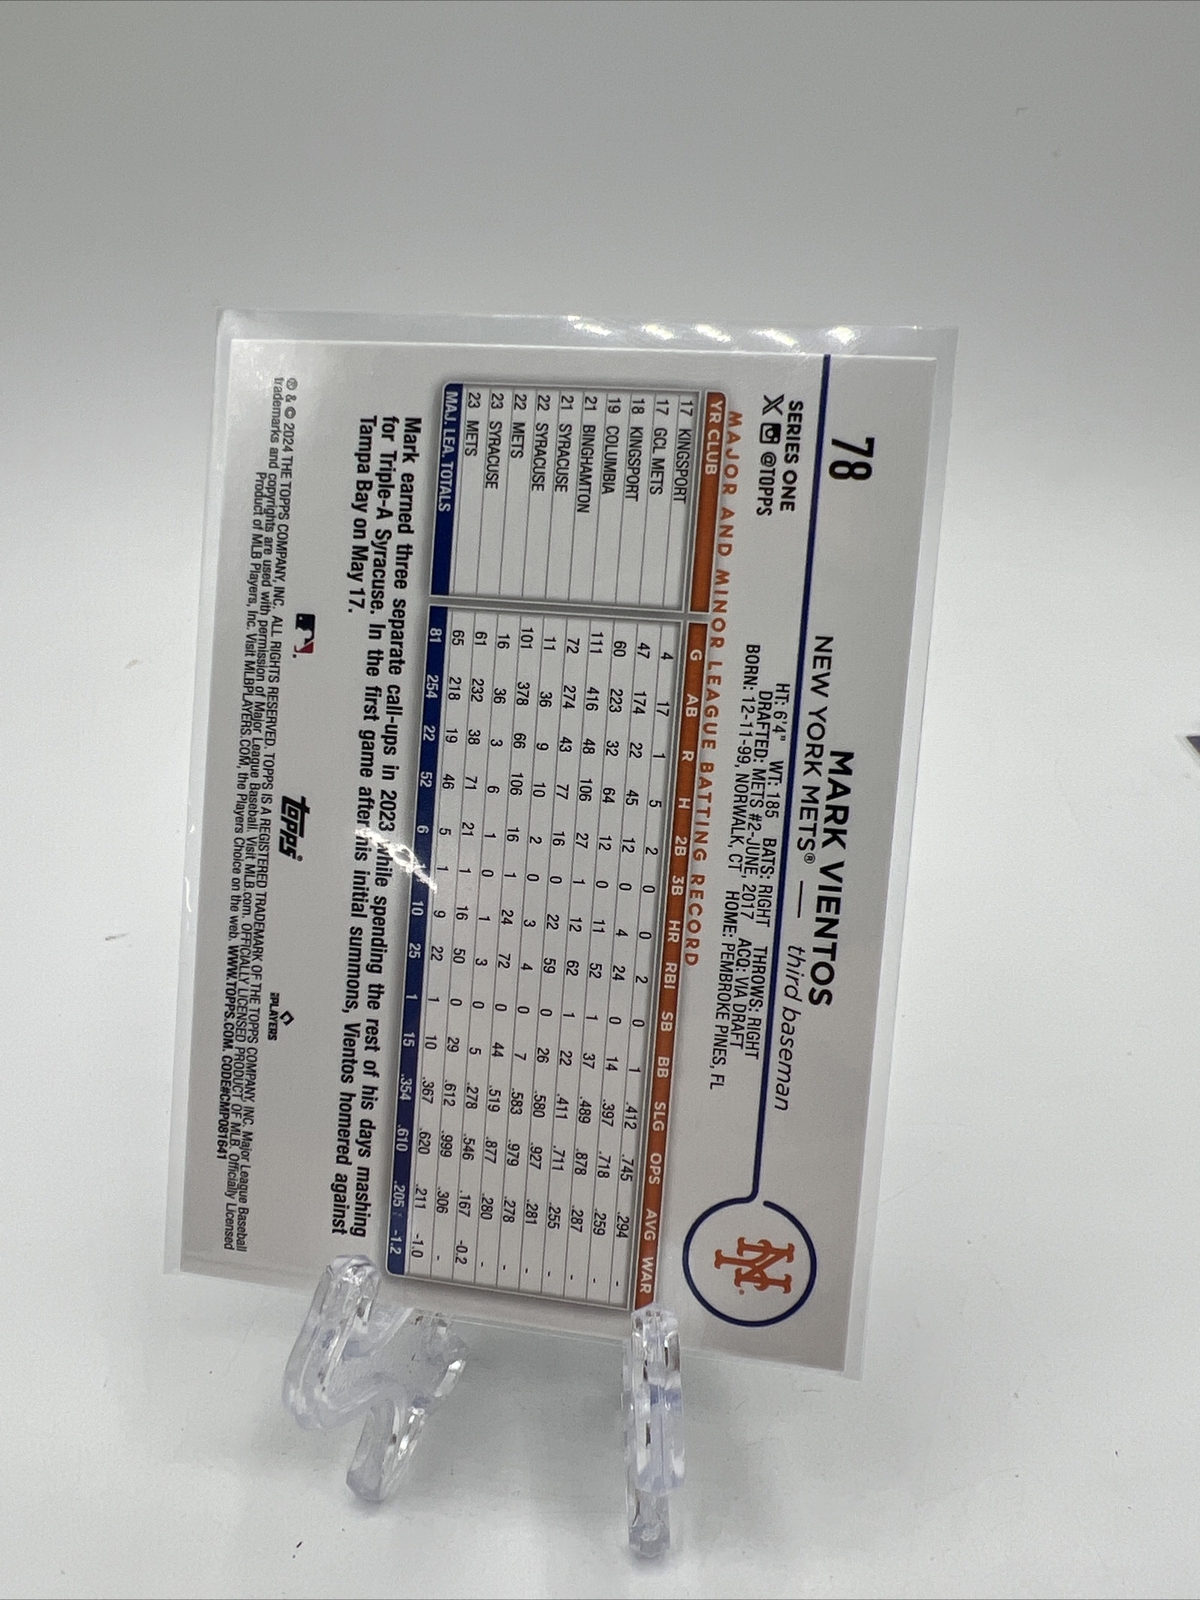 78
MARK VIENTOS
NEW YORK METS® — third baseman
SERIES ONE
@TOPPS
HT: 6'4" WT: 185 BATS: RIGHT THROWS: RIGHT
DRAFTED: METS #2-JUNE, 2017 ACQ: VIA DRAFT
BORN: 12-11-99, NORWALK, CT HOME: PEMBROKE PINES, FL
MAJOR AND MINOR LEAGUE BATTING RECORD
YR CLUB G AB R H 2B 3B HR RBI SB BB SLG OPS AVG WAR
17 KINGSPORT 4 17 1 5 2 0 0 2 0 1 .412 .745 .294 -
17 GCL METS 47 174 22 45 12 0 4 24 0 14 .397 .718 .259 -
18 KINGSPORT 60 223 32 64 12 0 11 52 1 37 .489 .878 .287 -
19 COLUMBIA 111 416 48 106 27 1 12 62 1 22 .411 .711 .255 -
21 BINGHAMTON 72 274 43 77 16 0 22 59 0 26 .580 .927 .281 -
21 SYRACUSE 11 36 9 10 2 0 3 4 0 7 .583 .979 .278 -
22 SYRACUSE 101 378 66 106 16 1 24 72 0 44 .519 .877 .280 -
22 METS 16 36 3 6 1 0 1 3 0 5 .278 .546 .167 -0.2
23 SYRACUSE 61 232 38 71 21 1 16 50 0 29 .612 .999 .306 -
23 METS 65 218 19 46 5 1 9 22 1 10 .367 .620 .211 -1.0
MAJ. LEA. TOTALS 81 254 22 52 6 1 10 25 1 15 .354 .610 .205 -1.2
Mark earned three separate call-ups in 2023 while spending the rest of his days mashing
for Triple-A Syracuse. In the first game after his initial summons, Vientos homered against
Tampa Bay on May 17.
topps
PLAYERS
® & © 2024 THE TOPPS COMPANY, INC. ALL RIGHTS RESERVED. TOPPS IS A REGISTERED TRADEMARK OF THE TOPPS COMPANY, INC. Major League Baseball
trademarks and copyrights are used with permission of Major League Baseball. Visit MLB.com. OFFICIALLY LICENSED PRODUCT OF MLB. Officially Licensed
Product of MLB Players, Inc. Visit MLBPLAYERS.COM, the Players Choice on the web. WWW.TOPPS.COM. CODE#CMP081641